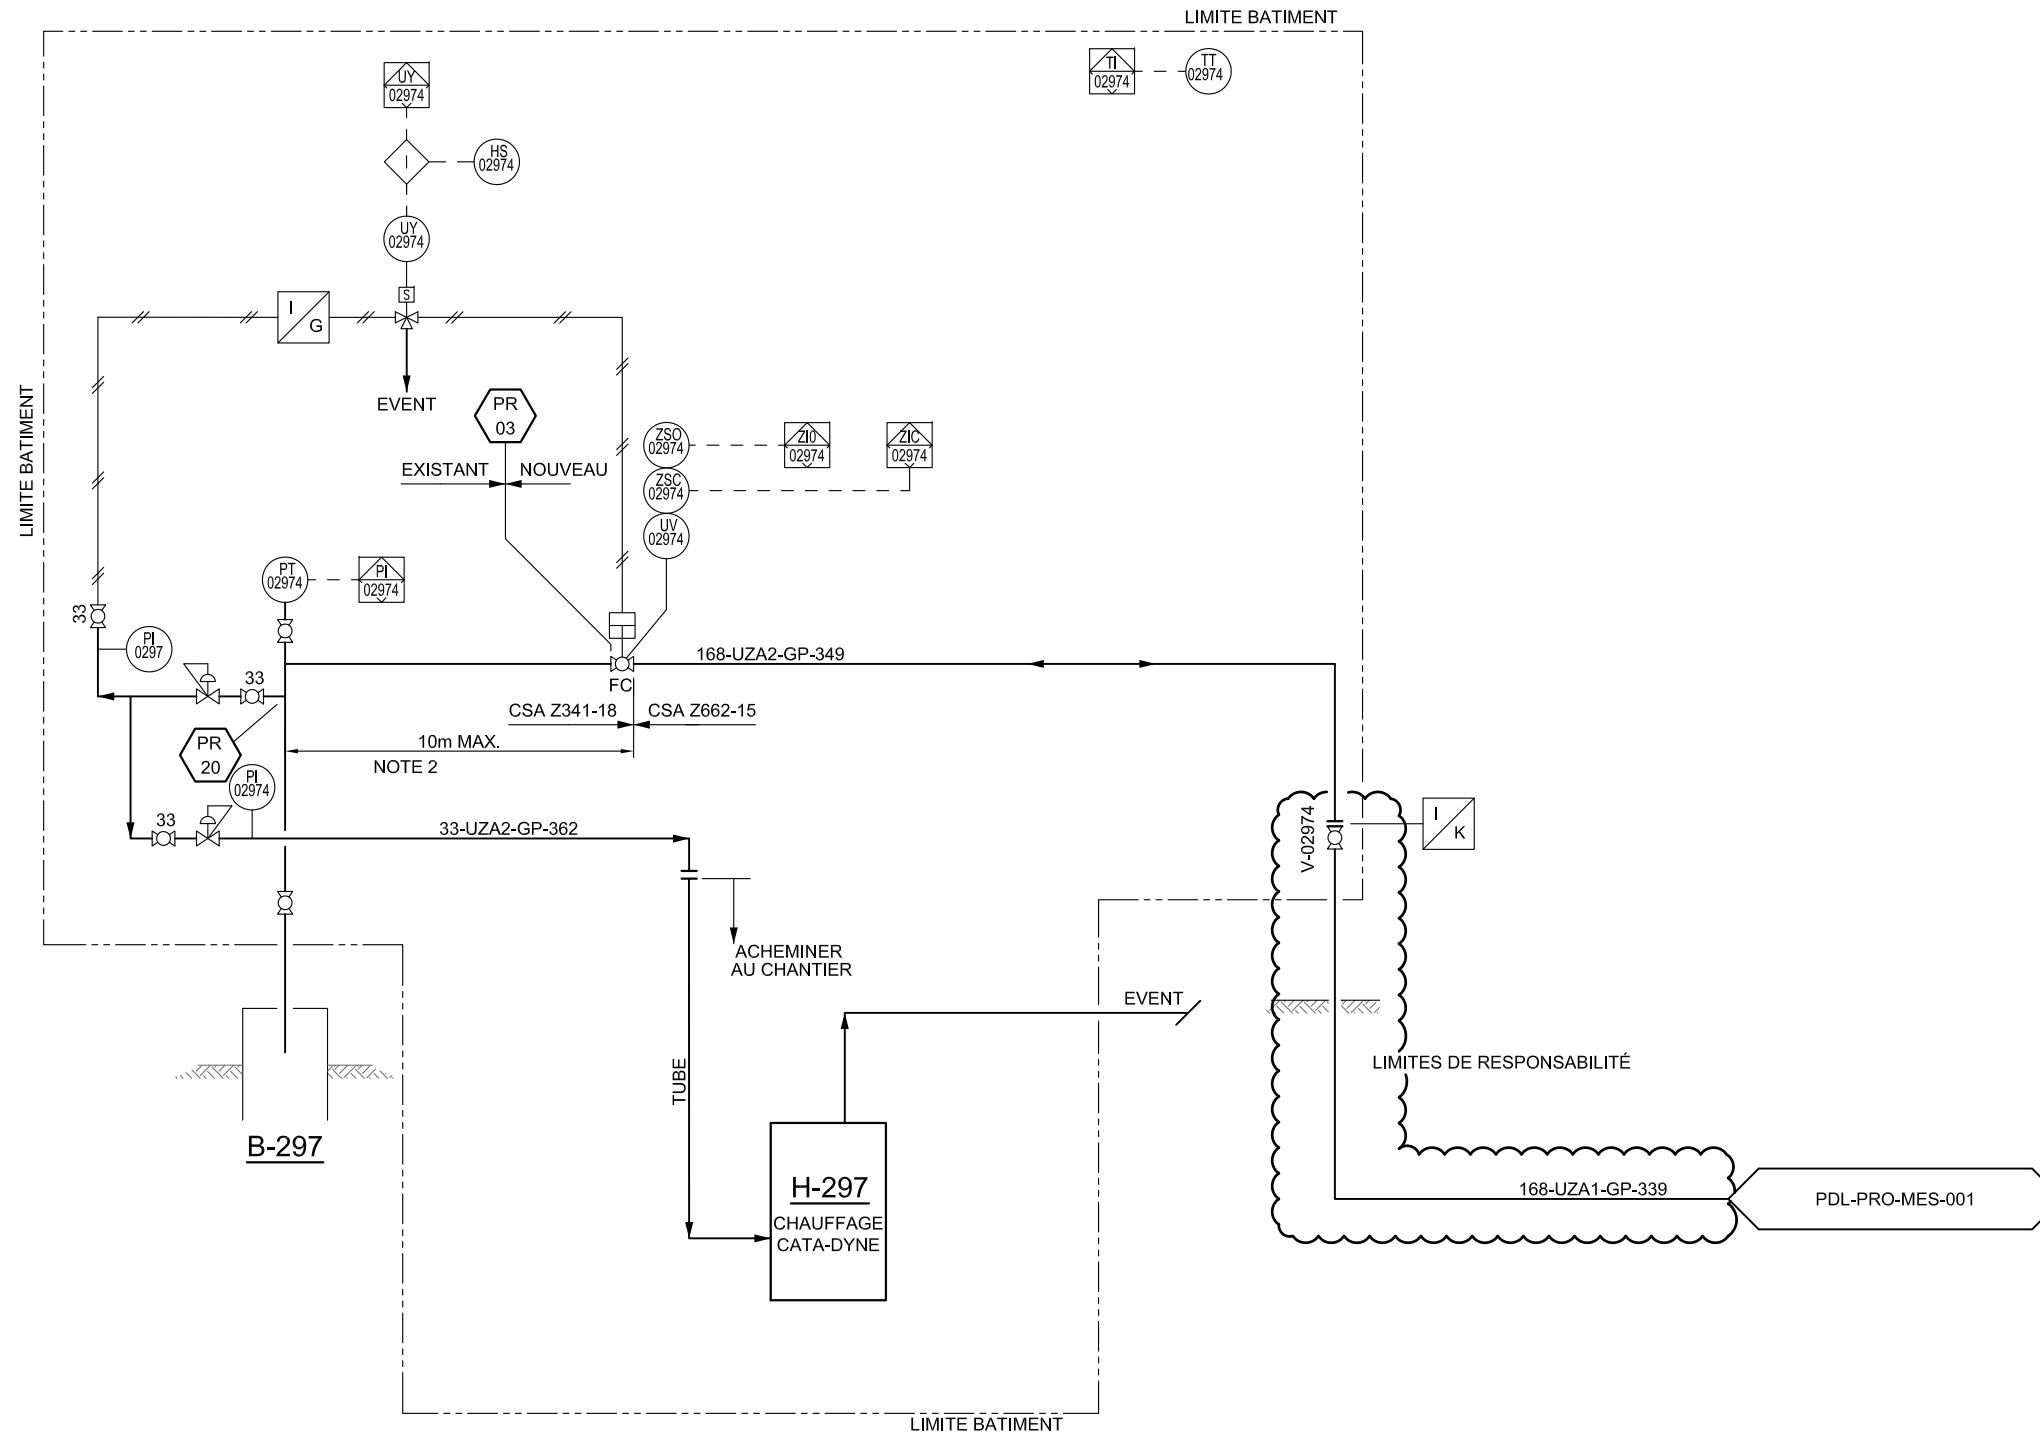 LIMITE BATIMENT
UY
02974
TI
02974
TT
02974
I
HS
02974
UY
02974
S
I
G
EVENT
LIMITE BATIMENT
PR
03
EXISTANT
NOUVEAU
ZSO
02974
ZI0
02974
ZIC
02974
ZSC
02974
UV
02974
PT
02974
PI
02974
33
PI
0297
168-UZA2-GP-349
33
FC
CSA Z341-18
CSA Z662-15
PR
20
10m MAX.
NOTE 2
PI
02974
33
33-UZA2-GP-362
V-02974
I
K
ACHEMINER
AU CHANTIER
EVENT
TUBE
LIMITES DE RESPONSABILITÉ
B-297
H-297
CHAUFFAGE
CATA-DYNE
168-UZA1-GP-339
PDL-PRO-MES-001
LIMITE BATIMENT